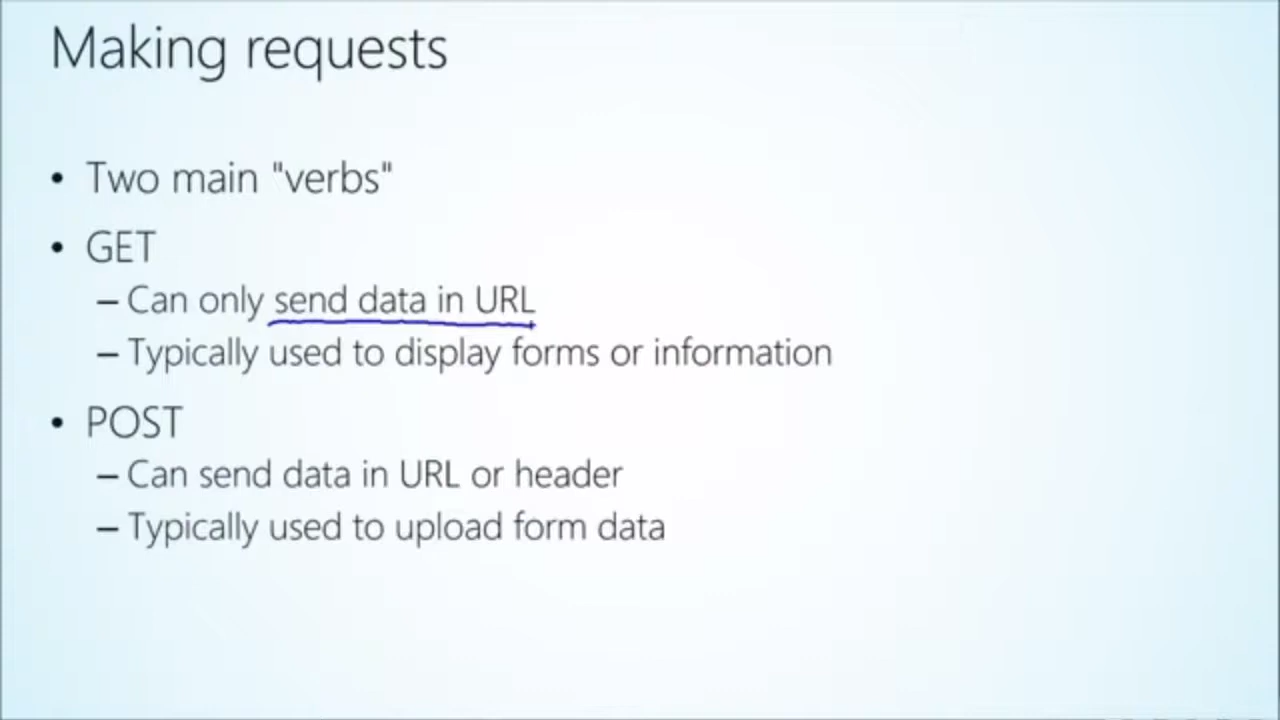 Making requests
• Two main "verbs"
• GET
– Can only send data in URL
– Typically used to display forms or information
• POST
– Can send data in URL or header
– Typically used to upload form data